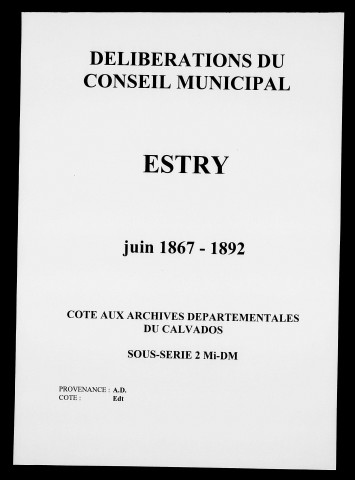 DELIBERATIONS DU
CONSEIL MUNICIPAL
ESTRY
juin 1867 - 1892
COTE AUX ARCHIVES DEPARTEMENTALES
DU CALVADOS
SOUS-SERIE 2 Mi-DM
PROVENANCE : A.D.
COTE : Edt